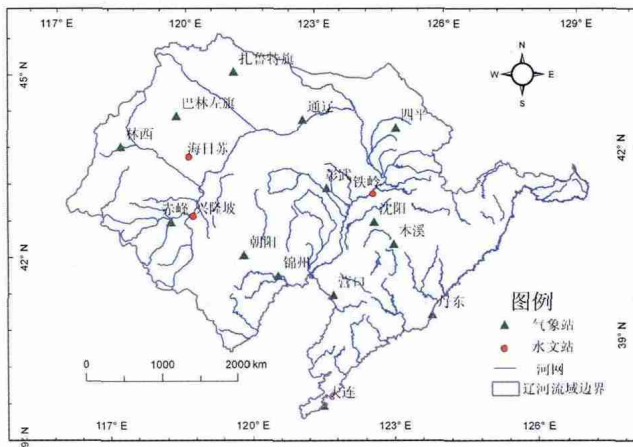 117° E 120° E 123° E 126° E 129° E
N
W E
S
45° N
42° N
扎鲁特旗
巴林左旗
通辽
四平
林西
海日苏
彰武
铁岭
赤峰
兴隆坡
沈阳
本溪
朝阳
锦州
营口
丹东
大连
42° N
39° N
图例
气象站
水文站
河网
辽河流域边界
0 1000 2000 km
117° E 120° E 123° E 126° E